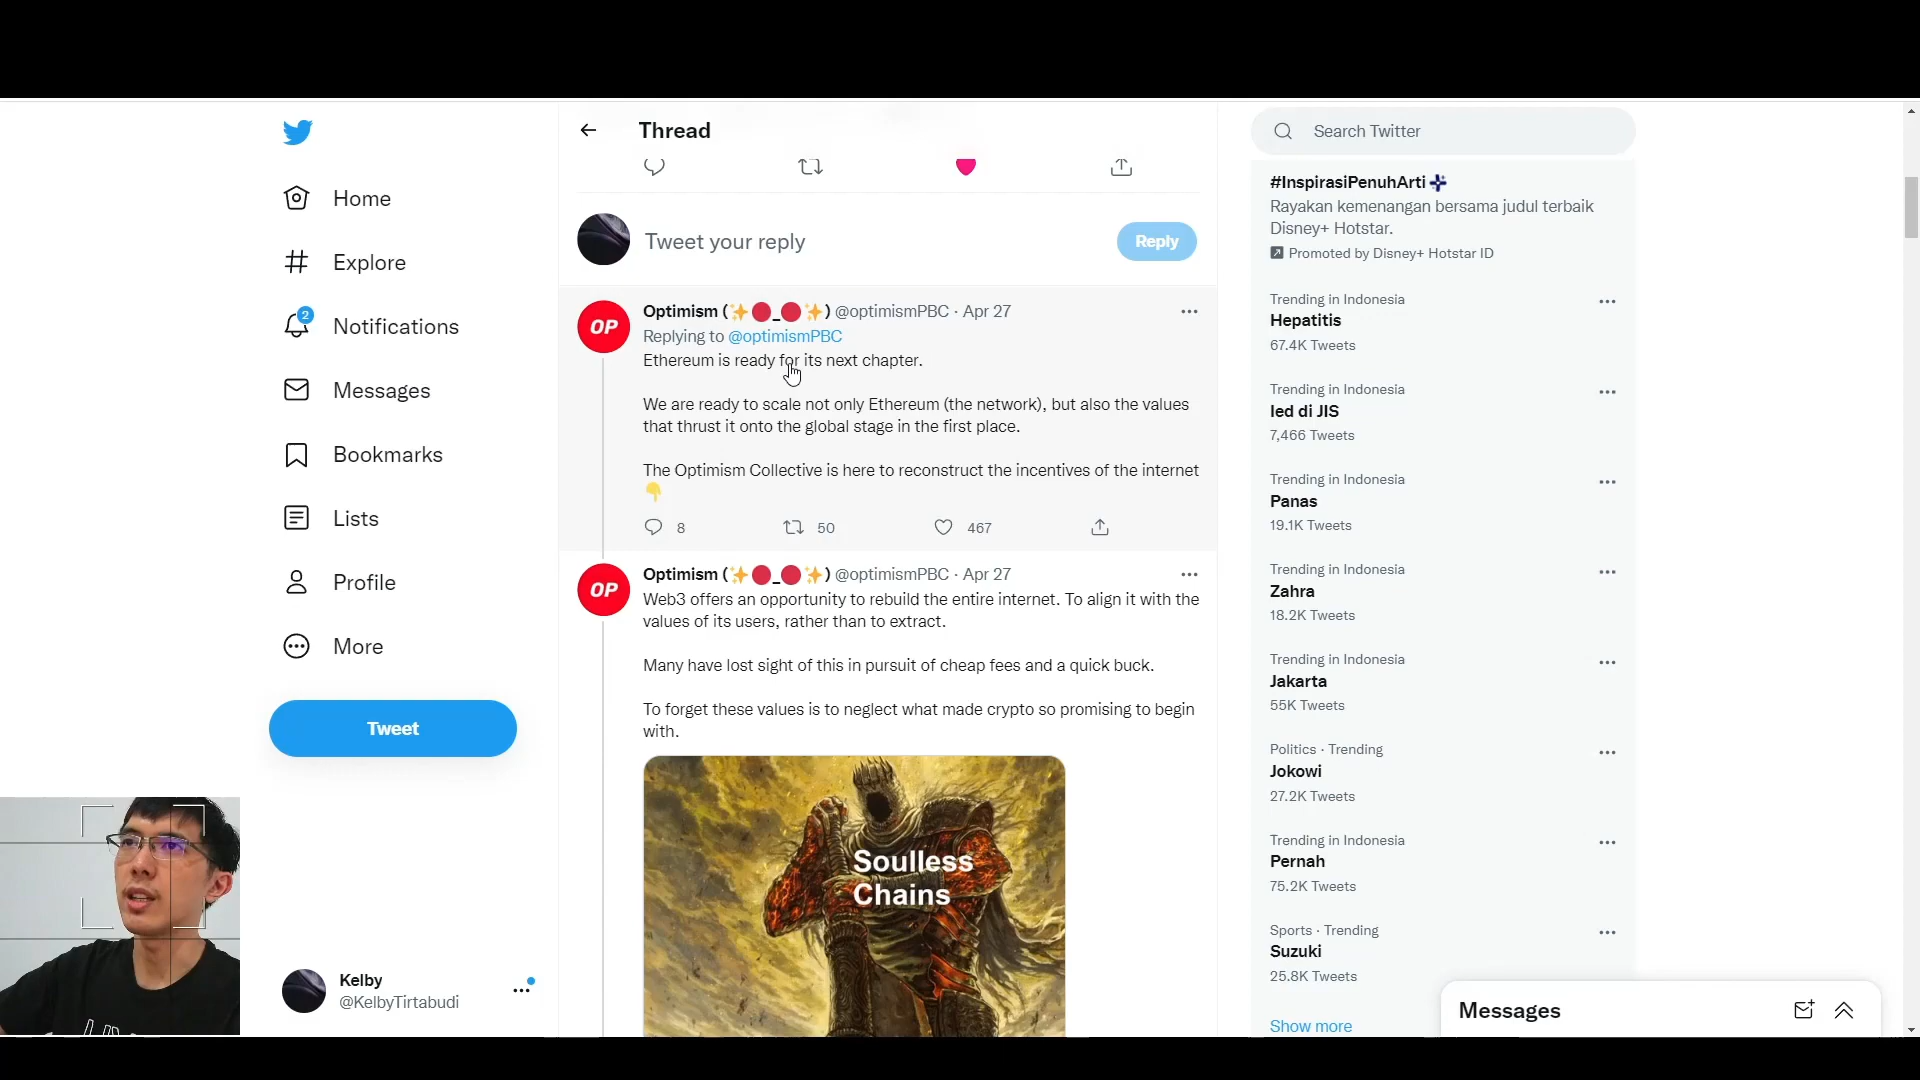 Home
Explore
2
Notifications
Messages
Bookmarks
Lists
Profile
More
Tweet
Kelby
@KelbyTirtabudi
Thread
Tweet your reply
Reply
OP
Optimism (✨🔴_🔴✨) @optimismPBC · Apr 27
Replying to @optimismPBC
Ethereum is ready for its next chapter.
We are ready to scale not only Ethereum (the network), but also the values
that thrust it onto the global stage in the first place.
The Optimism Collective is here to reconstruct the incentives of the internet
👇
8 50 467
OP
Optimism (✨🔴_🔴✨) @optimismPBC · Apr 27
Web3 offers an opportunity to rebuild the entire internet. To align it with the
values of its users, rather than to extract.
Many have lost sight of this in pursuit of cheap fees and a quick buck.
To forget these values is to neglect what made crypto so promising to begin
with.
Soulless
Chains
Search Twitter
#InspirasiPenuhArti
Rayakan kemenangan bersama judul terbaik
Disney+ Hotstar.
Promoted by Disney+ Hotstar ID
Trending in Indonesia
Hepatitis
67.4K Tweets
Trending in Indonesia
Ied di JIS
7,466 Tweets
Trending in Indonesia
Panas
19.1K Tweets
Trending in Indonesia
Zahra
18.2K Tweets
Trending in Indonesia
Jakarta
55K Tweets
Politics · Trending
Jokowi
27.2K Tweets
Trending in Indonesia
Pernah
75.2K Tweets
Sports · Trending
Suzuki
25.8K Tweets
Show more
Messages